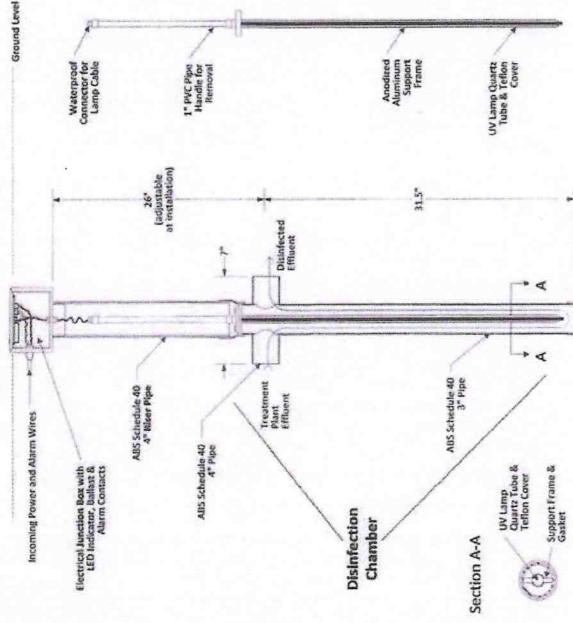 Ground Level
Incoming Power and Alarm Wires
Electrical Junction Box with
LED Indicator, Ballast &
Alarm Contacts
ABS Schedule 40
4" Riser Pipe
ABS Schedule 40
4" Pipe
26"
(adjustable
at installation)
7"
Treatment
Plant
Effluent
Disinfected
Effluent
31.5"
ABS Schedule 40
3" Pipe
Disinfection
Chamber
A
A
Waterproof
Connector for
Lamp Cable
1" PVC Pipe
Handle for
Removal
Anodized
Aluminum
Support
Frame
UV Lamp Quartz
Tube & Teflon
Cover
Section A-A
UV Lamp
Quartz Tube &
Teflon Cover
Support Frame &
Gasket